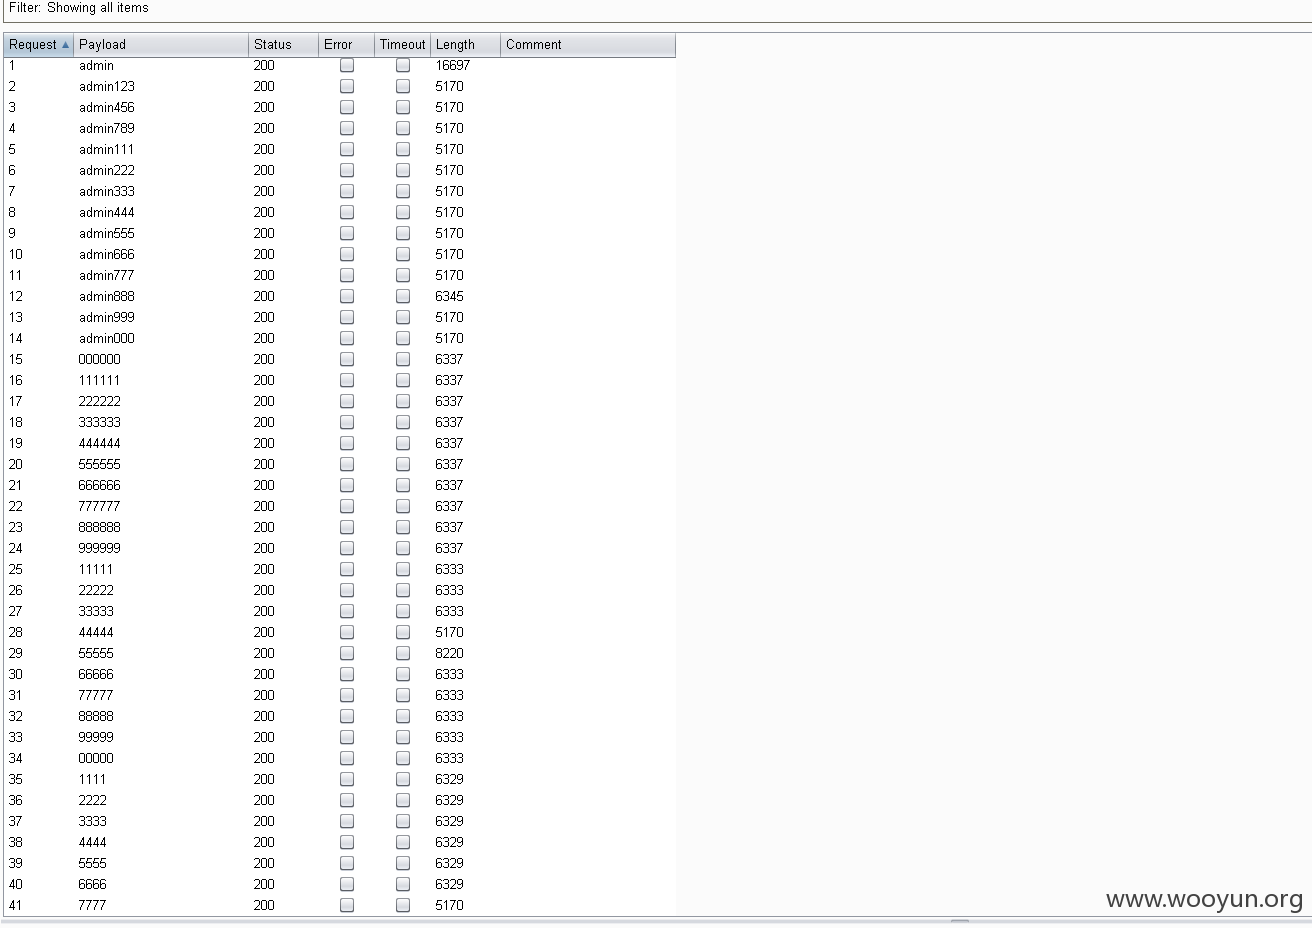 Filter: Showing all items
Request Payload Status Error Timeout Length Comment
1 admin 200 16697
2 admin123 200 5170
3 admin456 200 5170
4 admin789 200 5170
5 admin111 200 5170
6 admin222 200 5170
7 admin333 200 5170
8 admin444 200 5170
9 admin555 200 5170
10 admin666 200 5170
11 admin777 200 5170
12 admin888 200 6345
13 admin999 200 5170
14 admin000 200 5170
15 000000 200 6337
16 111111 200 6337
17 222222 200 6337
18 333333 200 6337
19 444444 200 6337
20 555555 200 6337
21 666666 200 6337
22 777777 200 6337
23 888888 200 6337
24 999999 200 6337
25 11111 200 6333
26 22222 200 6333
27 33333 200 6333
28 44444 200 5170
29 55555 200 8220
30 66666 200 6333
31 77777 200 6333
32 88888 200 6333
33 99999 200 6333
34 00000 200 6333
35 1111 200 6329
36 2222 200 6329
37 3333 200 6329
38 4444 200 6329
39 5555 200 6329
40 6666 200 6329
41 7777 200 5170
www.wooyun.org